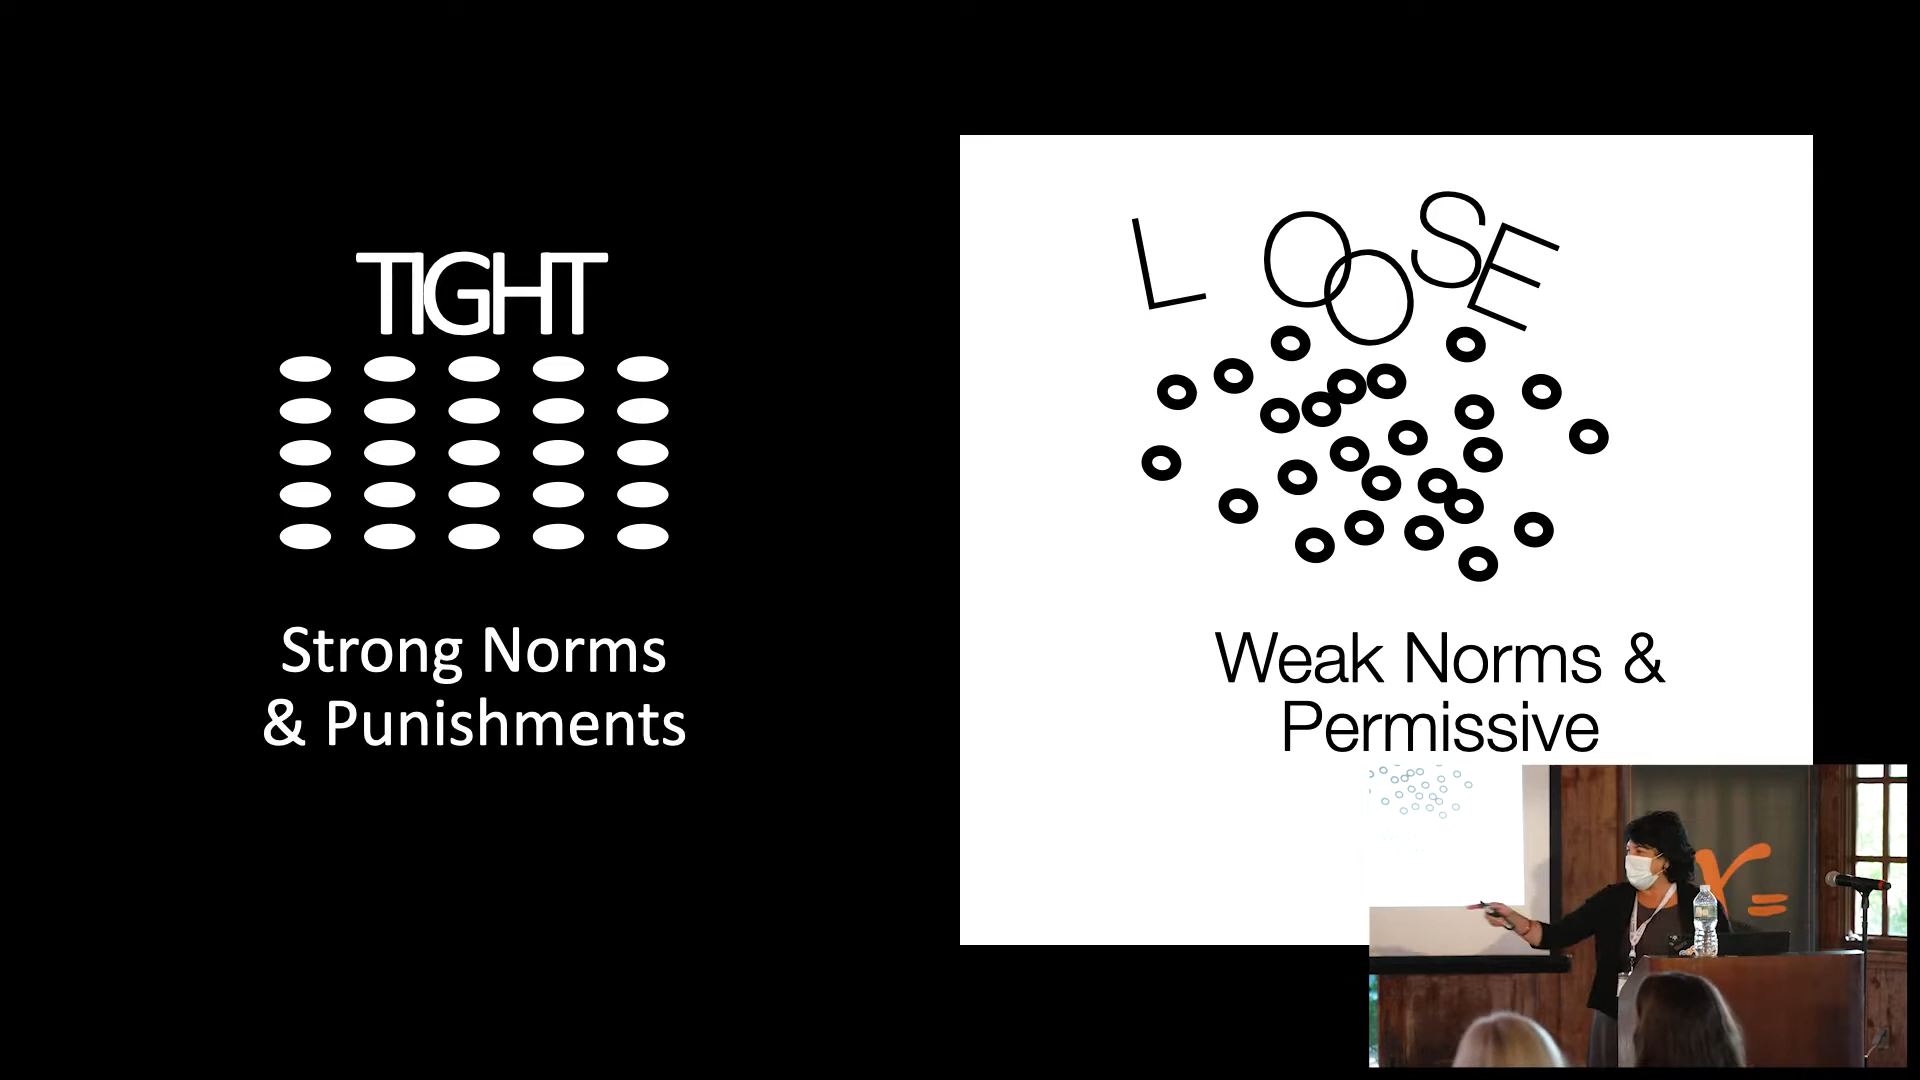 TIGHT
Strong Norms
& Punishments
LOOSE
Weak Norms &
Permissive
r=